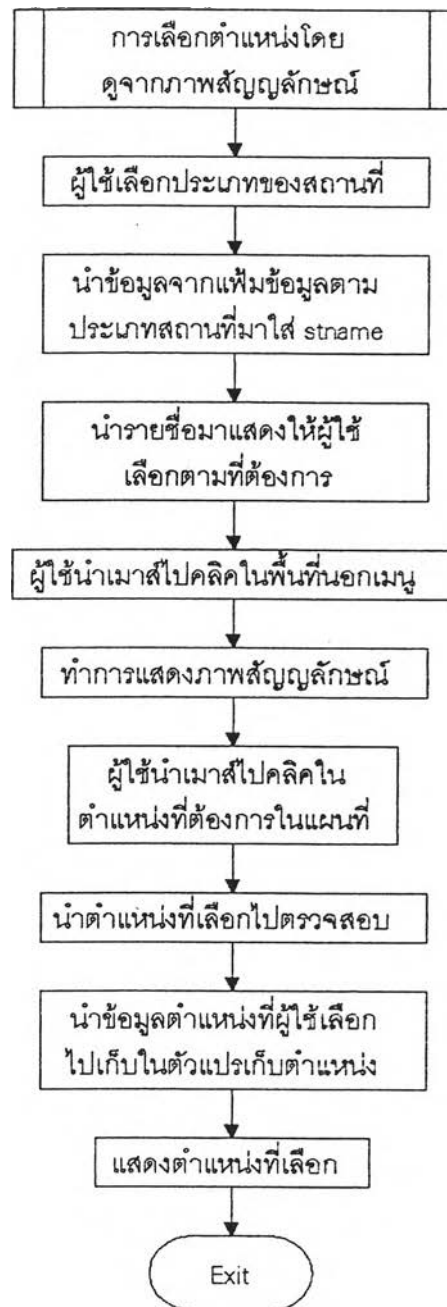 การเลือกตำแหน่งโดย
ดูจากภาพสัญญลักษณ์
ผู้ใช้เลือกประเภทของสถานที่
นำข้อมูลจากแฟ้มข้อมูลตาม
ประเภทสถานที่มาใส่ stname
นำรายชื่อมาแสดงให้ผู้ใช้
เลือกตามที่ต้องการ
ผู้ใช้นำเมาส์ไปคลิคในพื้นที่นอกเมนู
ทำการแสดงภาพสัญญลักษณ์
ผู้ใช้นำเมาส์ไปคลิคใน
ตำแหน่งที่ต้องการในแผนที่
นำตำแหน่งที่เลือกไปตรวจสอบ
นำข้อมูลตำแหน่งที่ผู้ใช้เลือก
ไปเก็บในตัวแปรเก็บตำแหน่ง
แสดงตำแหน่งที่เลือก
Exit